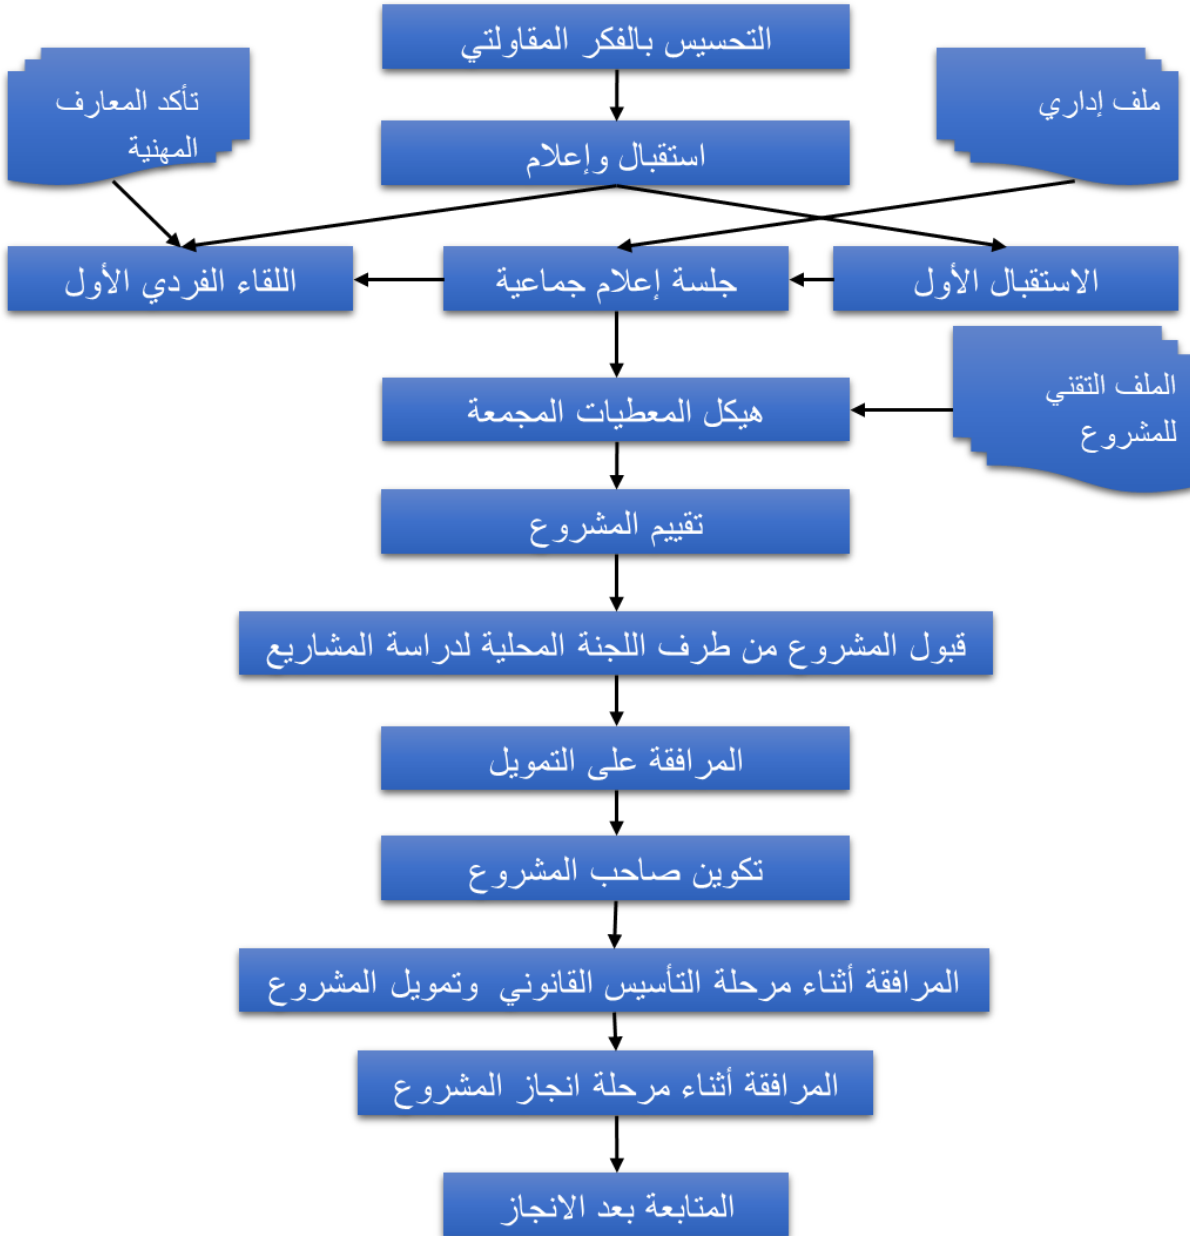 التحسيس بالفكر المقاولتي
ملف إداري
تأكد المعارف
المهنية
استقبال وإعلام
الاستقبال الأول
جلسة إعلام جماعية
اللقاء الفردي الأول
الملف التقني
للمشروع
هيكل المعطيات المجمعة
تقييم المشروع
قبول المشروع من طرف اللجنة المحلية لدراسة المشاريع
المرافقة على التمويل
تكوين صاحب المشروع
المرافقة أثناء مرحلة التأسيس القانوني وتمويل المشروع
المرافقة أثناء مرحلة انجاز المشروع
المتابعة بعد الانجاز